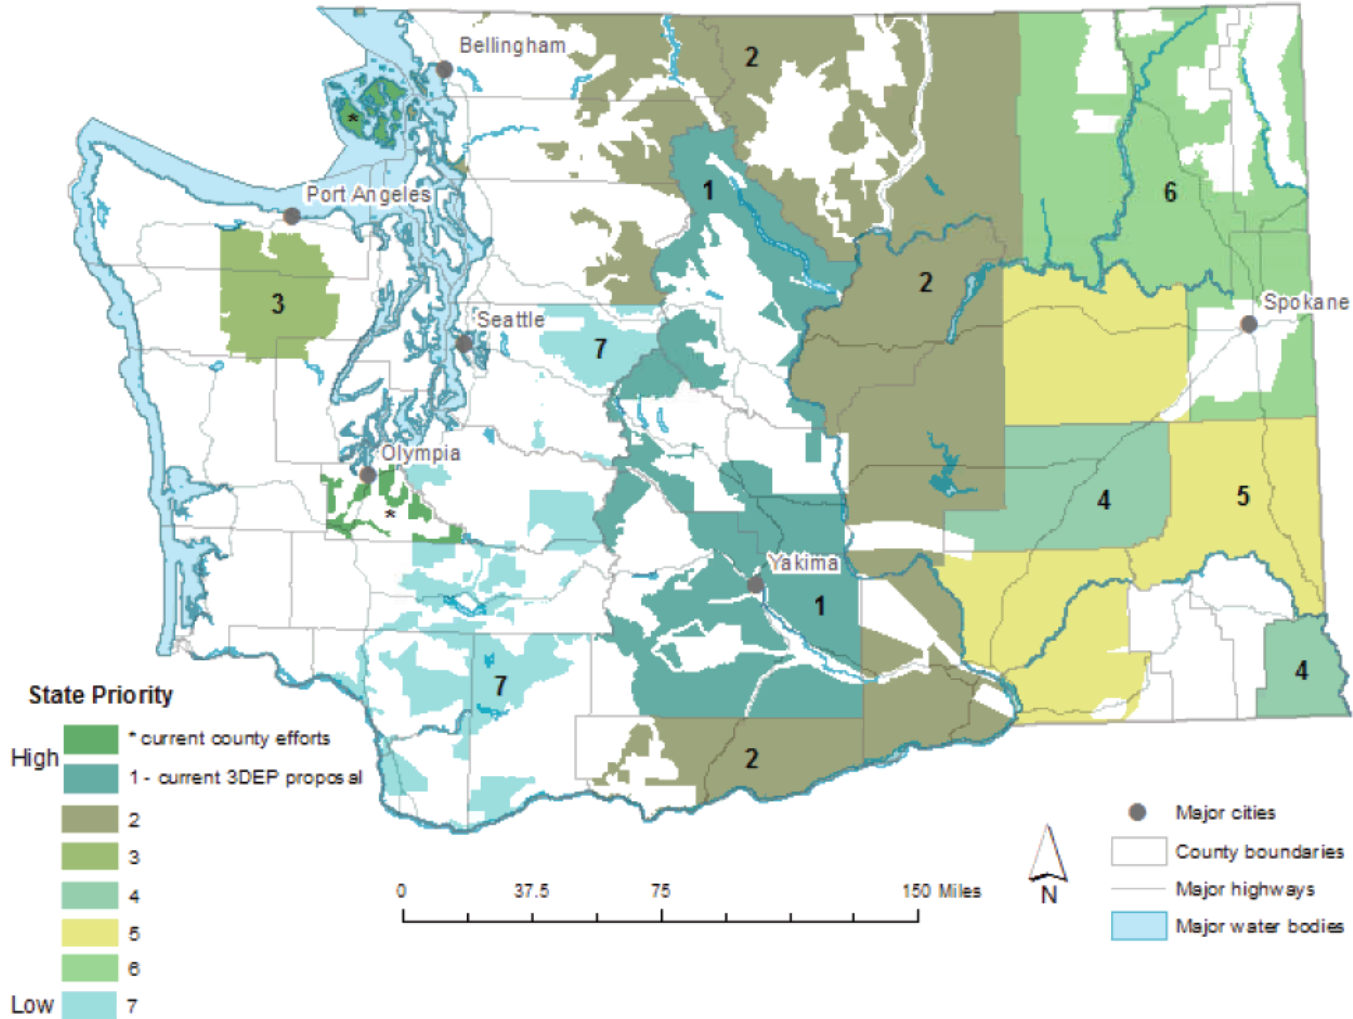 Bellingham
2
*
1
Port Angeles
6
3
2
Spokane
Seattle
7
Olympia
4
5
*
Yakima
1
7
4
2
State Priority
High
* current county efforts
1 - current 3DEP proposal
2
3
4
5
6
Low
7
0 37.5 75 150 Miles
N
Major cities
County boundaries
Major highways
Major water bodies